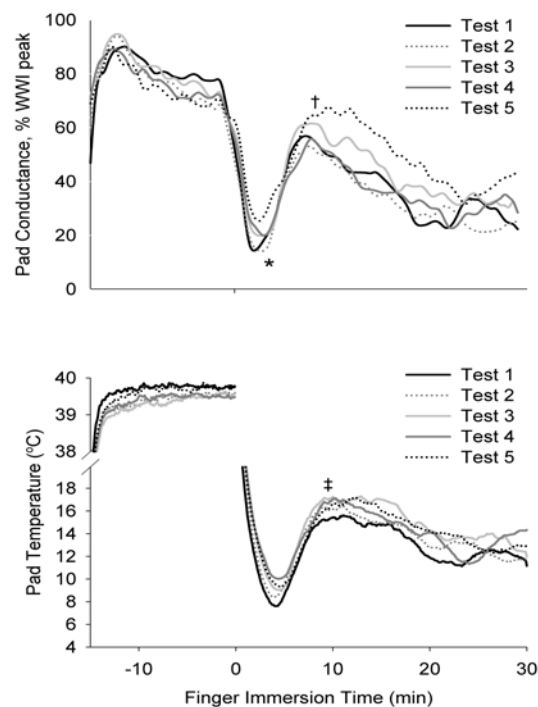 Pad Conductance, % WWI peak
100
80
60
40
20
0
Test 1
Test 2
Test 3
Test 4
Test 5
†
*
Pad Temperature (°C)
40
39
38
18
16
14
12
10
8
6
4
Test 1
Test 2
Test 3
Test 4
Test 5
‡
-10 0 10 20 30
Finger Immersion Time (min)